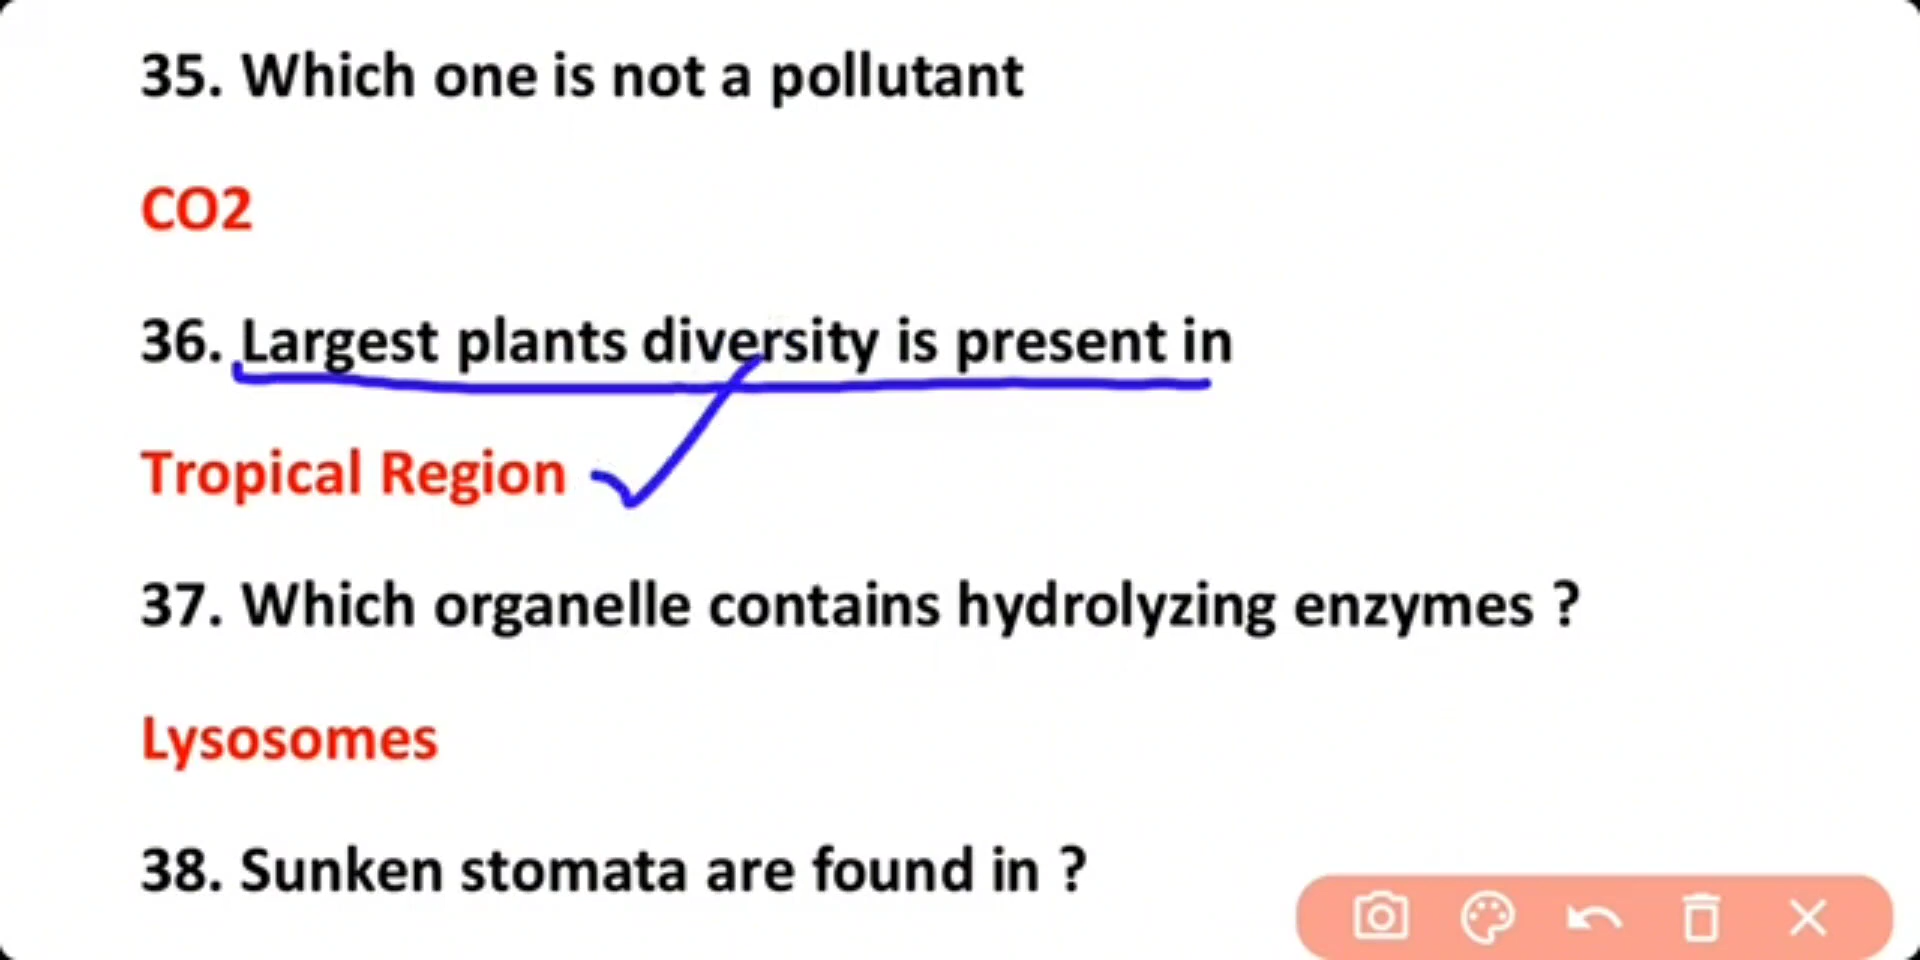 35. Which one is not a pollutant
CO2
36. Largest plants diversity is present in
Tropical Region
37. Which organelle contains hydrolyzing enzymes ?
Lysosomes
38. Sunken stomata are found in ?